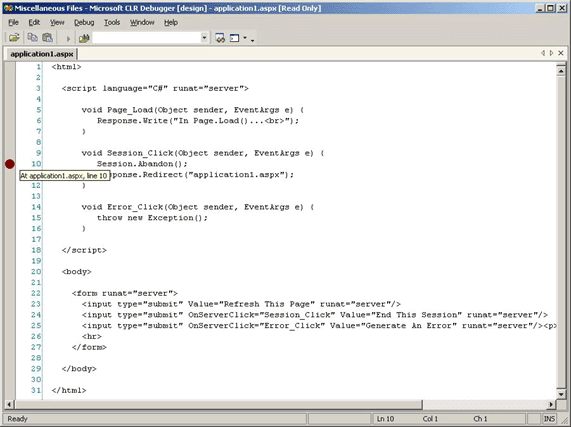 Miscellaneous Files - Microsoft CLR Debugger [design] - application1.aspx [Read Only]
File Edit View Debug Tools Window Help
application1.aspx
1 <html>
2
3 <script language="C#" runat="server">
4
5 void Page_Load(Object sender, EventArgs e) {
6 Response.Write("In Page.Load()...<br>");
7 }
8
9 void Session_Click(Object sender, EventArgs e) {
10 Session.Abandon();
At application1.aspx, line 10 ponse.Redirect("application1.aspx");
12 }
13
14 void Error_Click(Object sender, EventArgs e) {
15 throw new Exception();
16 }
17
18 </script>
19
20 <body>
21
22 <form runat="server">
23 <input type="submit" Value="Refresh This Page" runat="server"/>
24 <input type="submit" OnServerClick="Session_Click" Value="End This Session" runat="server"/>
25 <input type="submit" OnServerClick="Error_Click" Value="Generate An Error" runat="server"/><p>
26 <hr>
27 </form>
28
29 </body>
30
31 </html>
Ready Ln 10 Col 1 Ch 1 INS